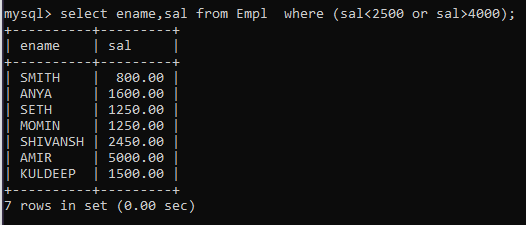 mysql> select ename,sal from Empl  where (sal<2500 or sal>4000);
+----------+---------+
| ename    | sal     |
+----------+---------+
| SMITH    |  800.00 |
| ANYA     | 1600.00 |
| SETH     | 1250.00 |
| MOMIN    | 1250.00 |
| SHIVANSH | 2450.00 |
| AMIR     | 5000.00 |
| KULDEEP  | 1500.00 |
+----------+---------+
7 rows in set (0.00 sec)